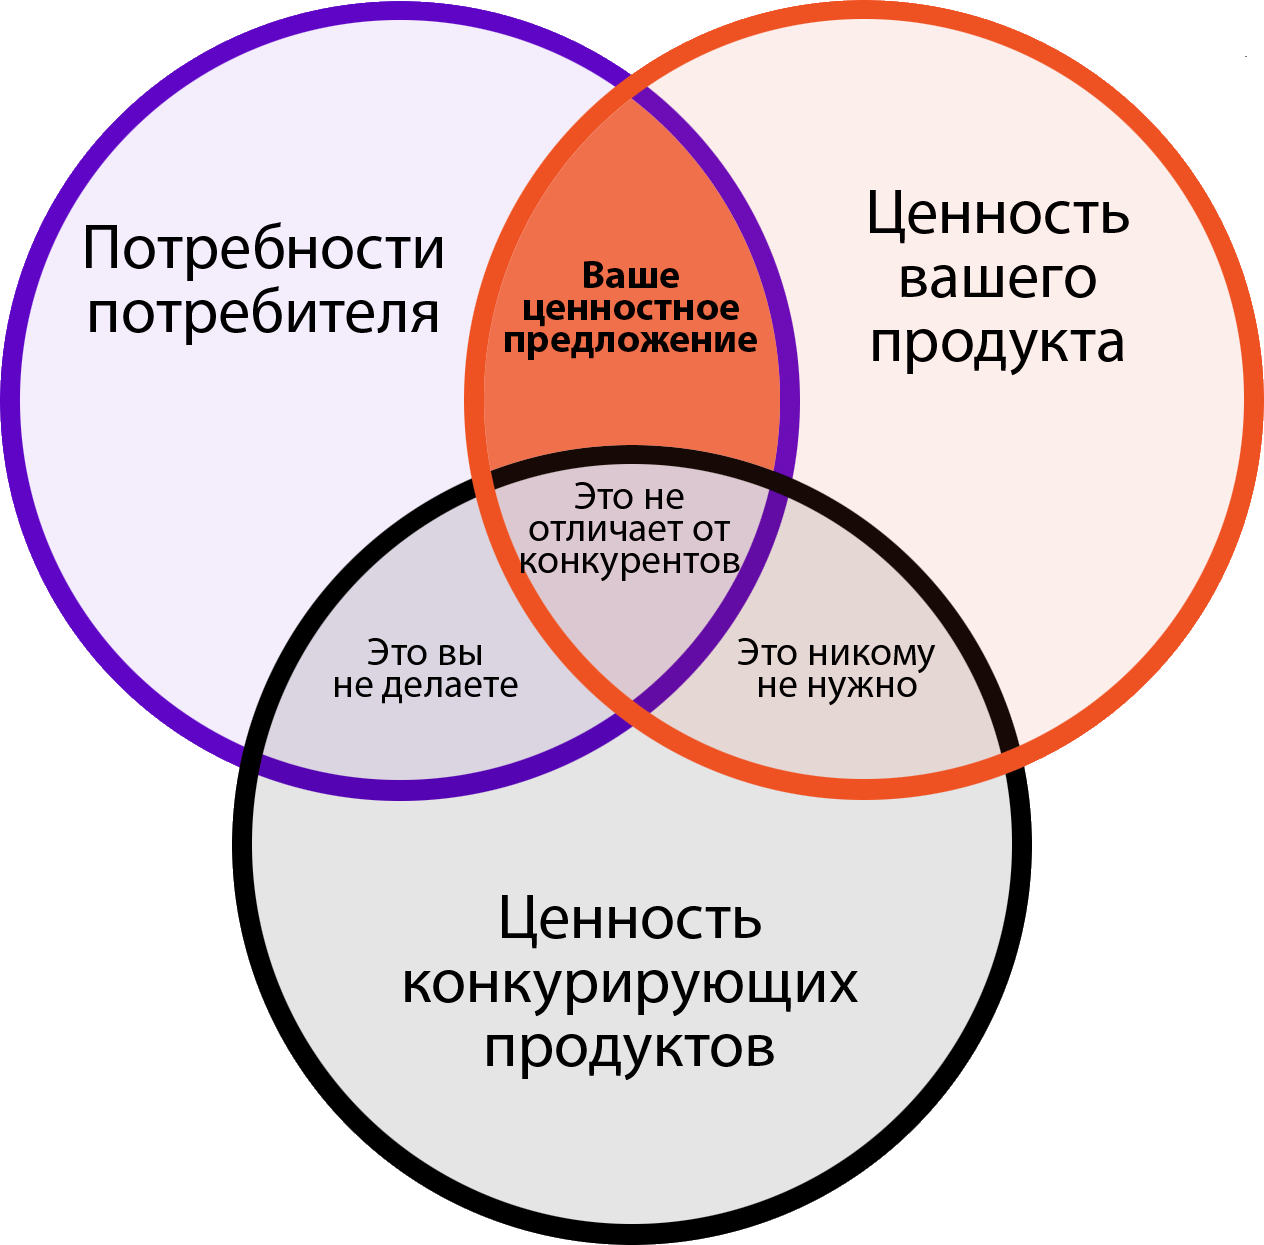 Потребности
потребителя
Ценность
вашего
продукта
Ваше
ценностное
предложение
Это не
отличает от
конкурентов
Это вы
не делаете
Это никому
не нужно
Ценность
конкурирующих
продуктов